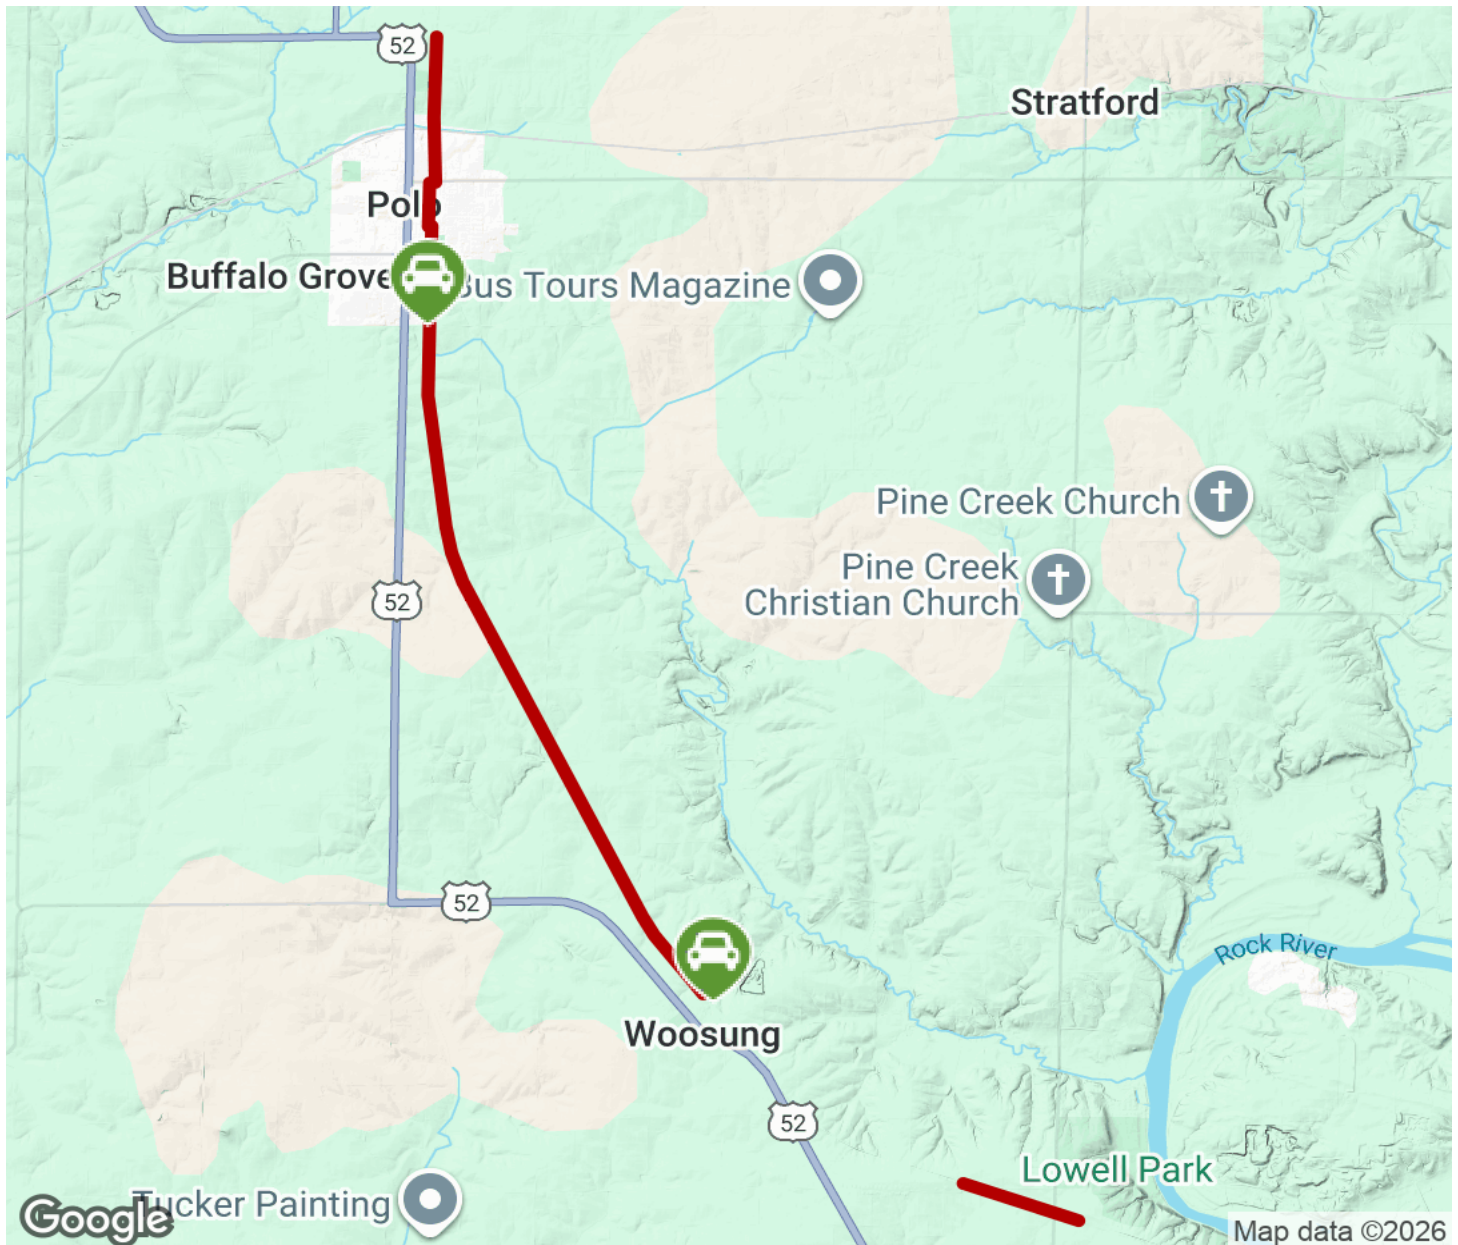 52
Stratford
Polo
Buffalo Grove
Bus Tours Magazine
Pine Creek Church
Pine Creek
Christian Church
52
52
Rock River
Woosung
52
Lowell Park
Tucker Painting
Google
Map data ©2026